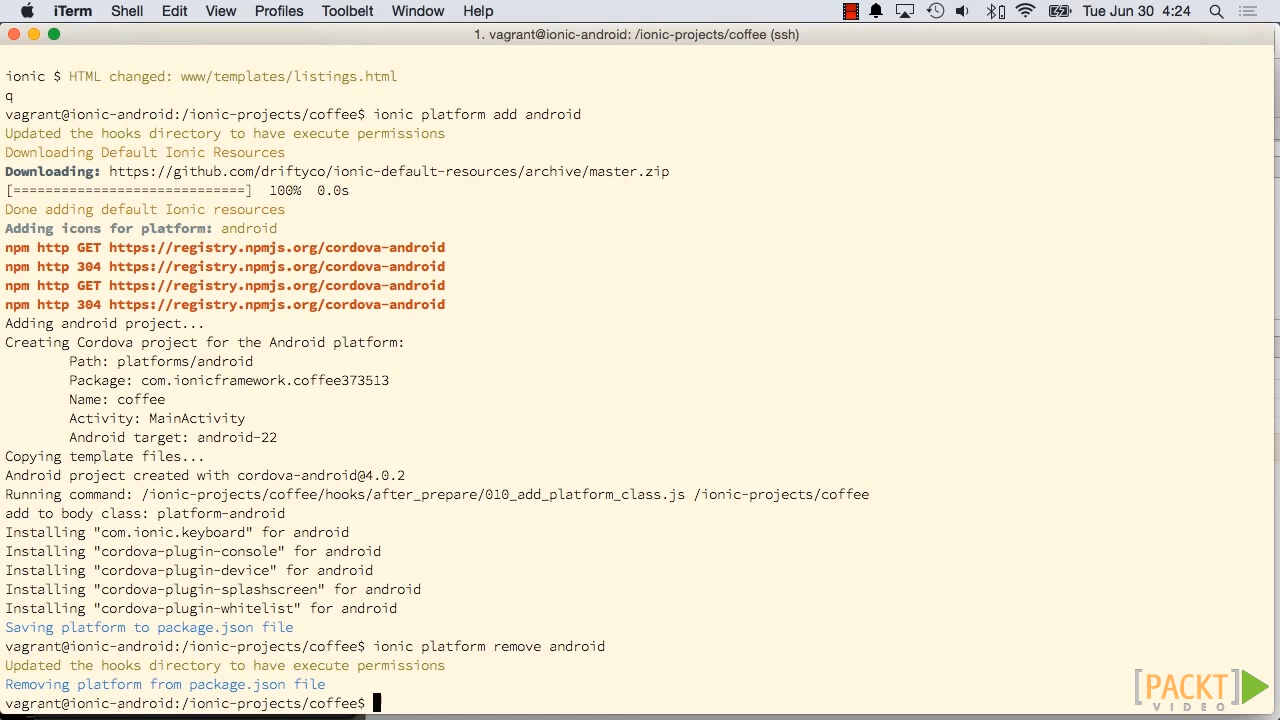 iTerm Shell Edit View Profiles Toolbelt Window Help Tue Jun 30 4:24
1. vagrant@ionic-android: /ionic-projects/coffee (ssh)
ionic $ HTML changed: www/templates/listings.html
q
vagrant@ionic-android:/ionic-projects/coffee$ ionic platform add android
Updated the hooks directory to have execute permissions
Downloading Default Ionic Resources
Downloading: https://github.com/driftyco/ionic-default-resources/archive/master.zip
[=============================] 100% 0.0s
Done adding default Ionic resources
Adding icons for platform: android
npm http GET https://registry.npmjs.org/cordova-android
npm http 304 https://registry.npmjs.org/cordova-android
npm http GET https://registry.npmjs.org/cordova-android
npm http 304 https://registry.npmjs.org/cordova-android
Adding android project...
Creating Cordova project for the Android platform:
Path: platforms/android
Package: com.ionicframework.coffee373513
Name: coffee
Activity: MainActivity
Android target: android-22
Copying template files...
Android project created with cordova-android@4.0.2
Running command: /ionic-projects/coffee/hooks/after_prepare/010_add_platform_class.js /ionic-projects/coffee
add to body class: platform-android
Installing "com.ionic.keyboard" for android
Installing "cordova-plugin-console" for android
Installing "cordova-plugin-device" for android
Installing "cordova-plugin-splashscreen" for android
Installing "cordova-plugin-whitelist" for android
Saving platform to package.json file
vagrant@ionic-android:/ionic-projects/coffee$ ionic platform remove android
Updated the hooks directory to have execute permissions
Removing platform from package.json file
vagrant@ionic-android:/ionic-projects/coffee$
[PACKT]
VIDEO